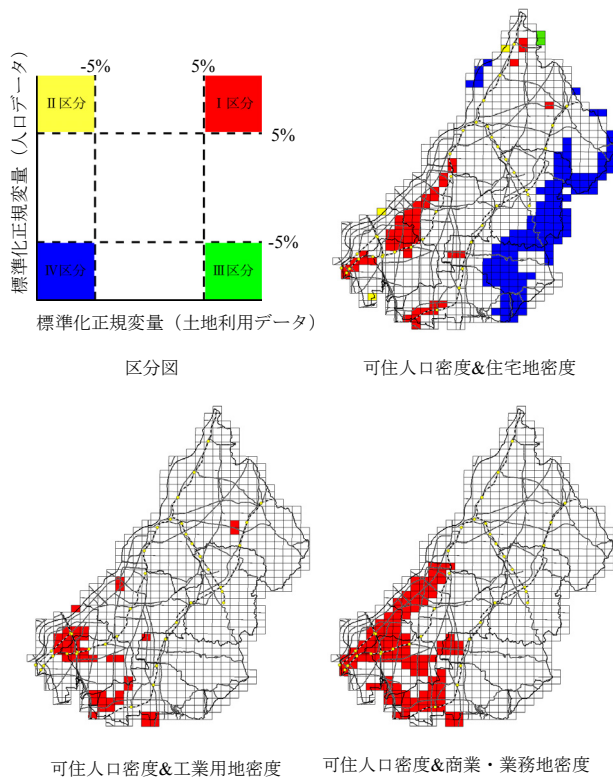 -5%
5%
II区分
I区分
5%
-5%
IV区分
III区分
標準化正規変量（人口データ）
標準化正規変量（土地利用データ）
区分図
可住人口密度&住宅地密度
可住人口密度&工業用地密度
可住人口密度&商業・業務地密度